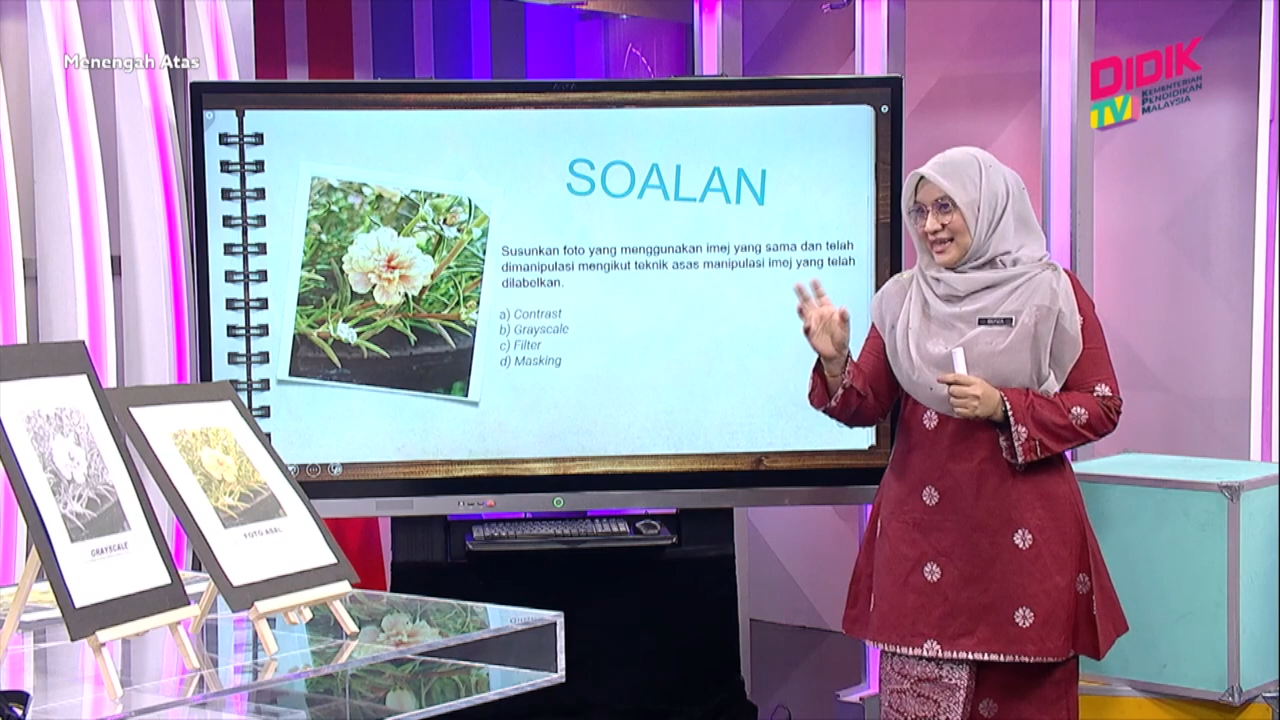 Menengah Atas
DIDIK
TV
KEMENTERIAN
PENDIDIKAN
MALAYSIA
SOALAN
Susunkan foto yang menggunakan imej yang sama dan telah
dimanipulasi mengikut teknik asas manipulasi imej yang telah
dilabelkan.
a) Contrast
b) Grayscale
c) Filter
d) Masking
GRAYSCALE
FOTO ASAL